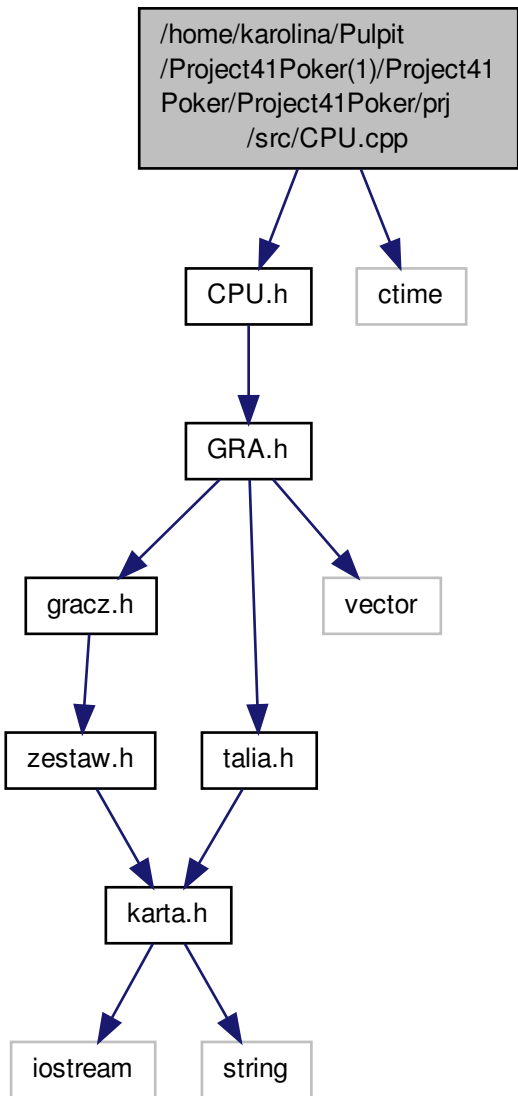 /home/karolina/Pulpit
/Project41Poker(1)/Project41
Poker/Project41Poker/prj
/src/CPU.cpp
CPU.h
ctime
GRA.h
gracz.h
vector
zestaw.h
talia.h
karta.h
iostream
string